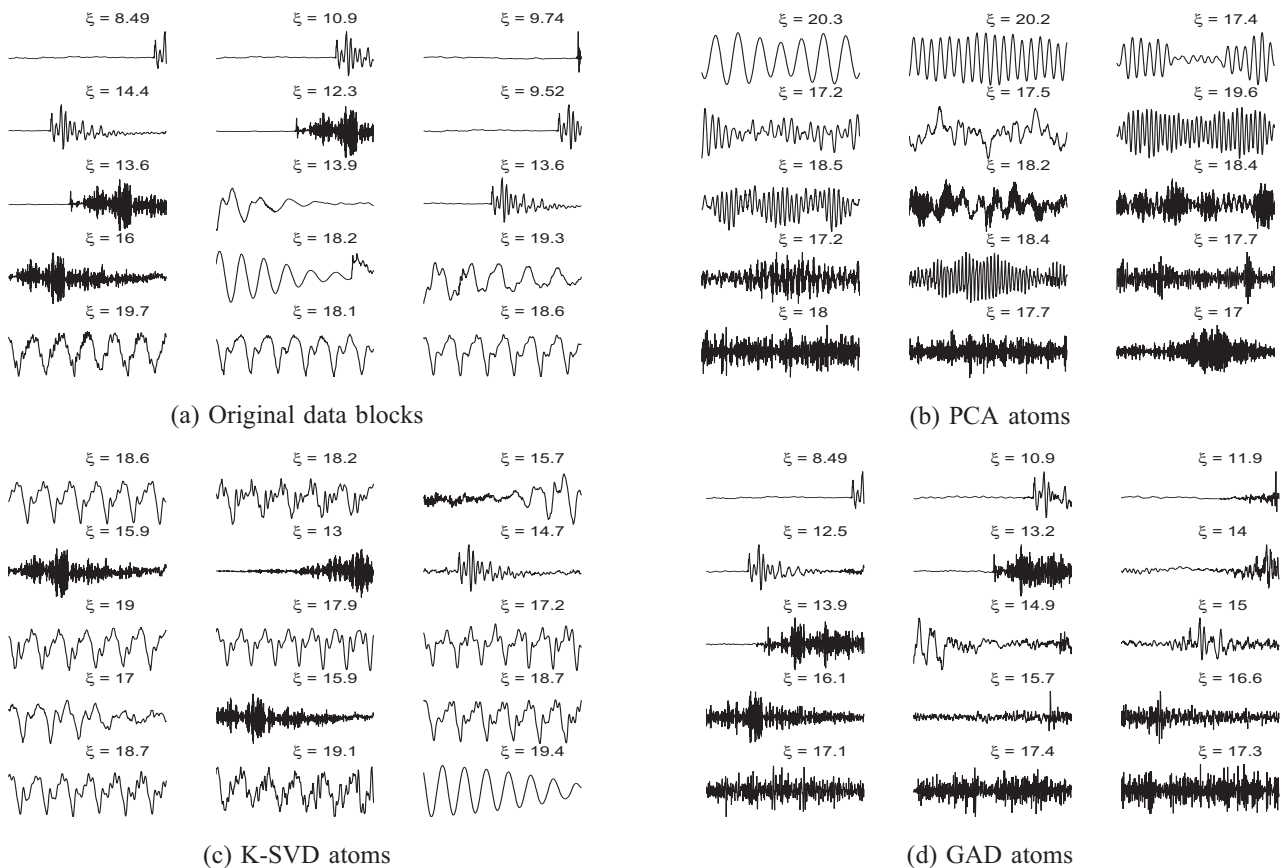 ξ = 8.49 ξ = 10.9 ξ = 9.74
ξ = 14.4 ξ = 12.3 ξ = 9.52
ξ = 13.6 ξ = 13.9 ξ = 13.6
ξ = 16 ξ = 18.2 ξ = 19.3
ξ = 19.7 ξ = 18.1 ξ = 18.6
(a) Original data blocks
ξ = 20.3 ξ = 20.2 ξ = 17.4
ξ = 17.2 ξ = 17.5 ξ = 19.6
ξ = 18.5 ξ = 18.2 ξ = 18.4
ξ = 17.2 ξ = 18.4 ξ = 17.7
ξ = 18 ξ = 17.7 ξ = 17
(b) PCA atoms
ξ = 18.6 ξ = 18.2 ξ = 15.7
ξ = 15.9 ξ = 13 ξ = 14.7
ξ = 19 ξ = 17.9 ξ = 17.2
ξ = 17 ξ = 15.9 ξ = 18.7
ξ = 18.7 ξ = 19.1 ξ = 19.4
(c) K-SVD atoms
ξ = 8.49 ξ = 10.9 ξ = 11.9
ξ = 12.5 ξ = 13.2 ξ = 14
ξ = 13.9 ξ = 14.9 ξ = 15
ξ = 16.1 ξ = 15.7 ξ = 16.6
ξ = 17.1 ξ = 17.4 ξ = 17.3
(d) GAD atoms